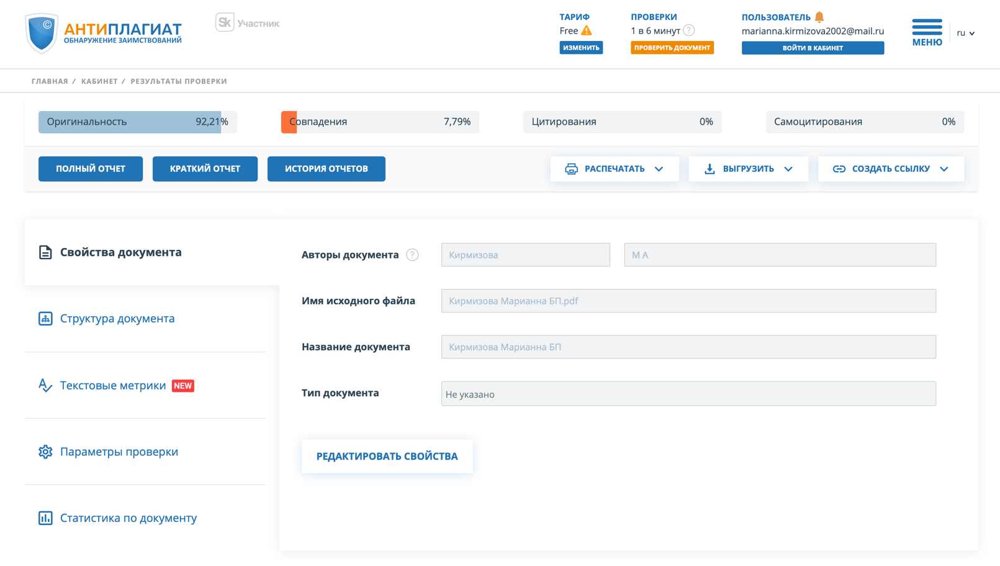 АНТИПЛАГИАТ
ОБНАРУЖЕНИЕ ЗАИМСТВОВАНИЙ
Sk Участник
ТАРИФ
Free
ИЗМЕНИТЬ
ПРОВЕРКИ
1 в 6 минут ?
ПРОВЕРИТЬ ДОКУМЕНТ
ПОЛЬЗОВАТЕЛЬ
marianna.kirmizova2002@mail.ru
ВОЙТИ В КАБИНЕТ
МЕНЮ
ru
ГЛАВНАЯ / КАБИНЕТ / РЕЗУЛЬТАТЫ ПРОВЕРКИ
Оригинальность 92,21%
Совпадения 7,79%
Цитирования 0%
Самоцитирования 0%
ПОЛНЫЙ ОТЧЕТ
КРАТКИЙ ОТЧЕТ
ИСТОРИЯ ОТЧЕТОВ
РАСПЕЧАТАТЬ
ВЫГРУЗИТЬ
СОЗДАТЬ ССЫЛКУ
Свойства документа
Структура документа
Текстовые метрики NEW
Параметры проверки
Статистика по документу
Авторы документа ? Кирмизова М А
Имя исходного файла Кирмизова Марианна БП.pdf
Название документа Кирмизова Марианна БП
Тип документа Не указано
РЕДАКТИРОВАТЬ СВОЙСТВА